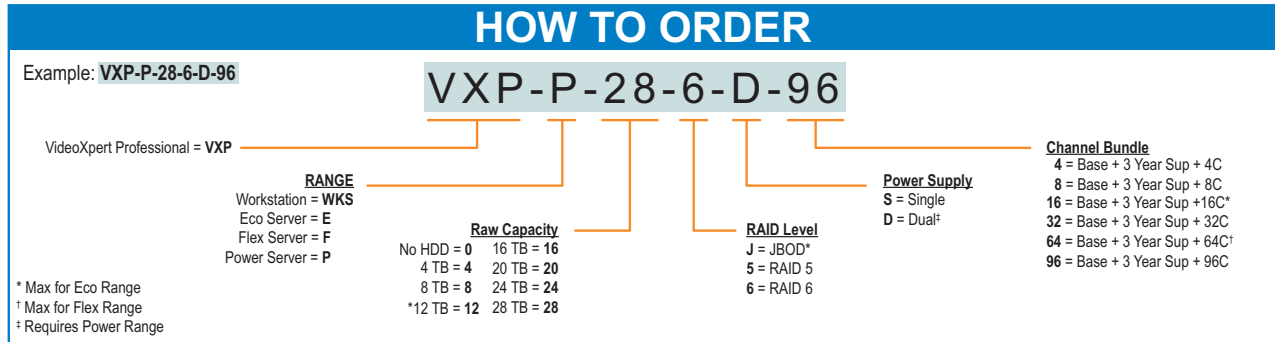 HOW TO ORDER
Example: VXP-P-28-6-D-96
VXP-P-28-6-D-96
VideoXpert Professional = VXP
RANGE
Workstation = WKS
Eco Server = E
Flex Server = F
Power Server = P
Raw Capacity
No HDD = 0 16 TB = 16
4 TB = 4 20 TB = 20
8 TB = 8 24 TB = 24
*12 TB = 12 28 TB = 28
RAID Level
J = JBOD*
5 = RAID 5
6 = RAID 6
Power Supply
S = Single
D = Dual‡
Channel Bundle
4 = Base + 3 Year Sup + 4C
8 = Base + 3 Year Sup + 8C
16 = Base + 3 Year Sup +16C*
32 = Base + 3 Year Sup + 32C
64 = Base + 3 Year Sup + 64C†
96 = Base + 3 Year Sup + 96C
* Max for Eco Range
† Max for Flex Range
‡ Requires Power Range